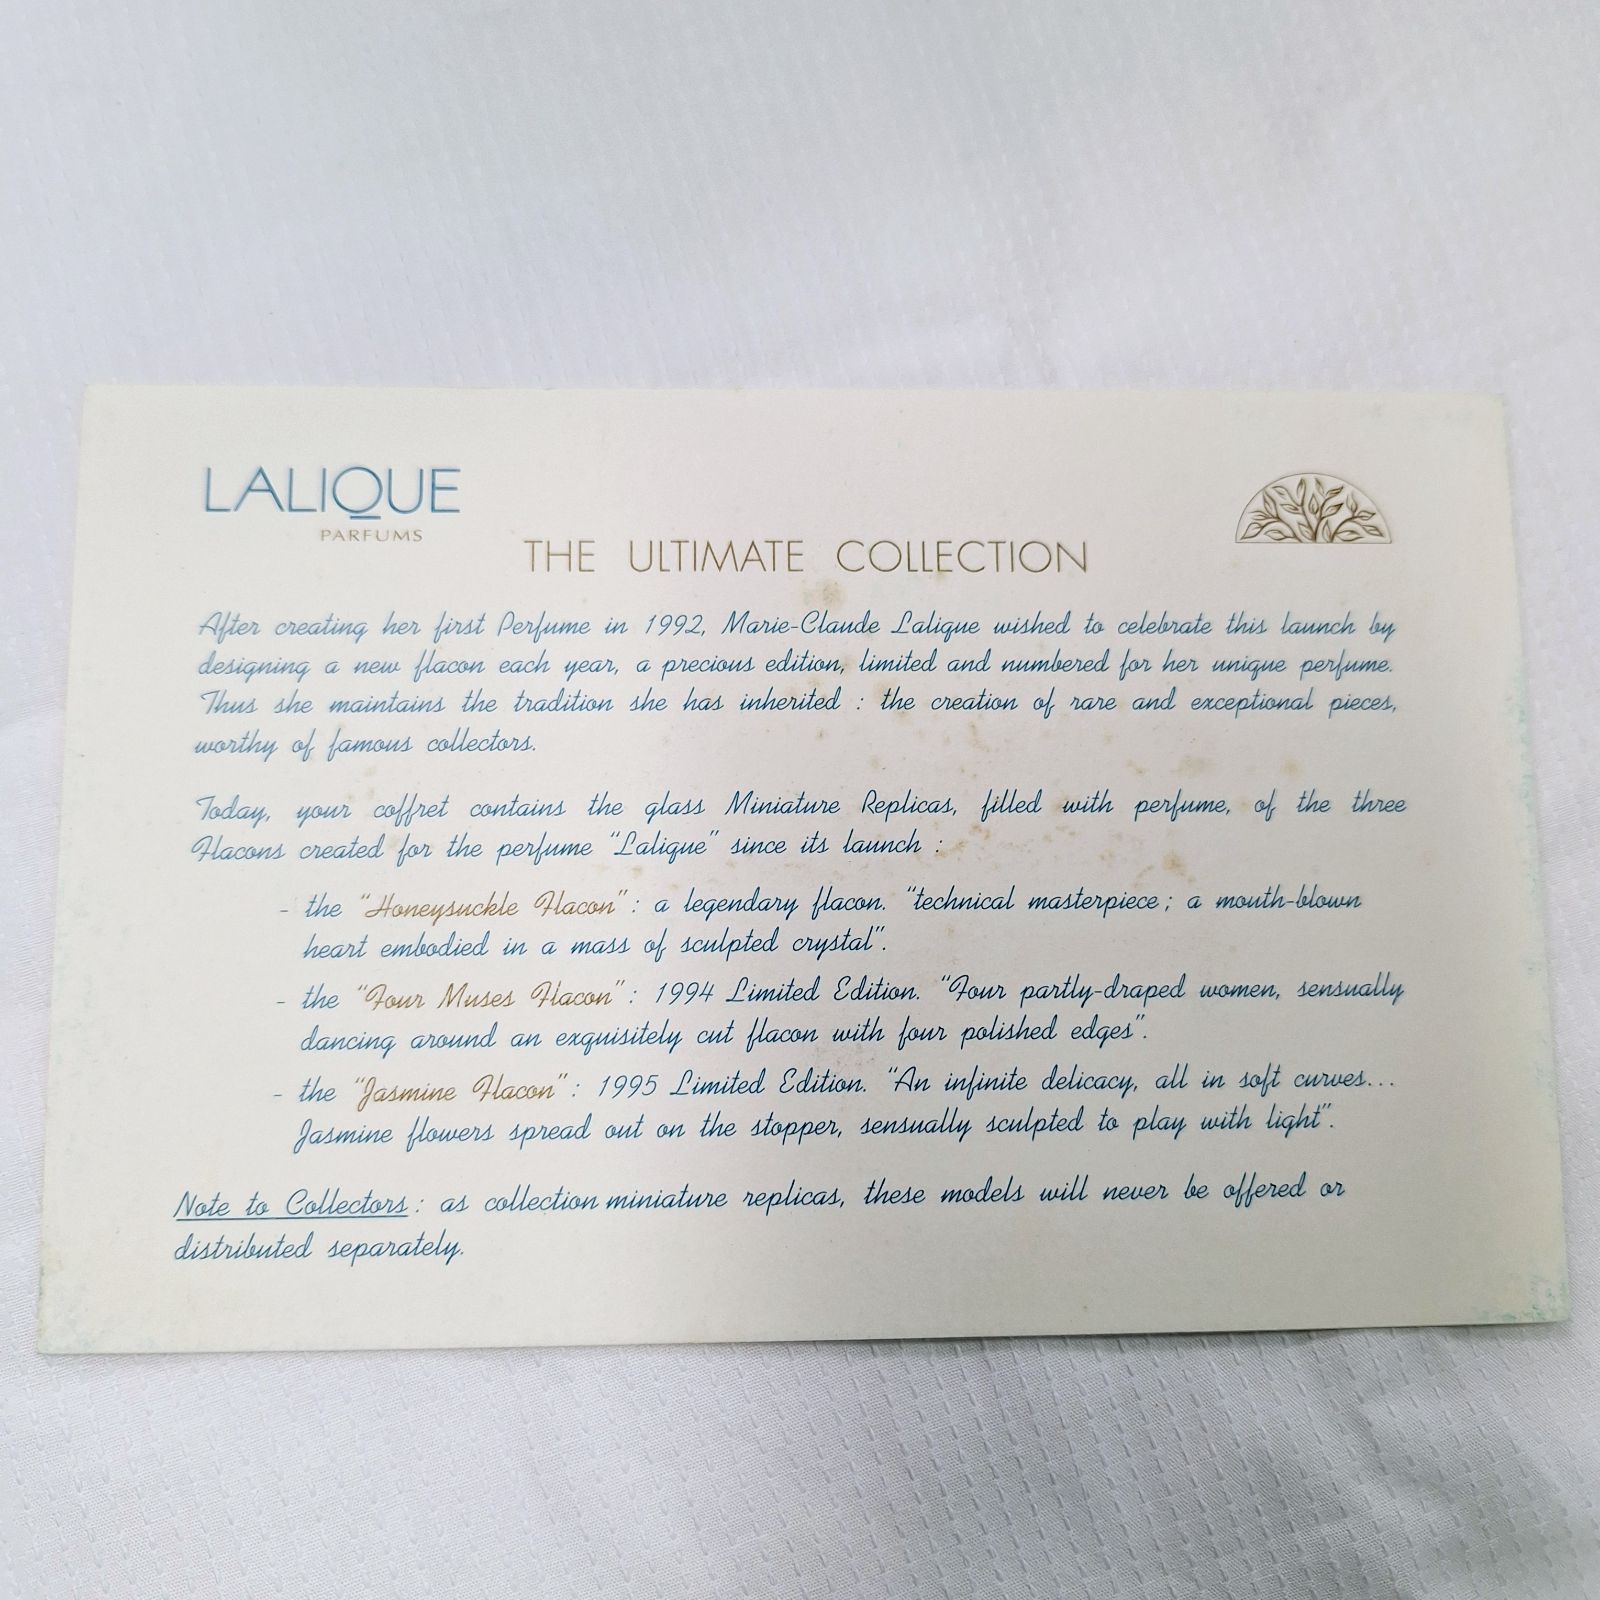 LALIQUE
PARFUMS
THE ULTIMATE COLLECTION
After creating her first Perfume in 1992, Marie-Claude Lalique wished to celebrate this launch by
designing a new flacon each year, a precious edition, limited and numbered for her unique perfume.
Thus she maintains the tradition she has inherited : the creation of rare and exceptional pieces,
worthy of famous collectors.
Today, your coffret contains the glass Miniature Replicas, filled with perfume, of the three
Flacons created for the perfume "Lalique" since its launch :
- the "Honeysuckle Flacon" : a legendary flacon. "technical masterpiece ; a mouth-blown
heart embodied in a mass of sculpted crystal".
- the "Four Muses Flacon" : 1994 Limited Edition. "Four partly-draped women, sensually
dancing around an exquisitely cut flacon with four polished edges".
- the "Jasmine Flacon" : 1995 Limited Edition. "An infinite delicacy, all in soft curves...
Jasmine flowers spread out on the stopper, sensually sculpted to play with light".
Note to Collectors : as collection miniature replicas, these models will never be offered or
distributed separately.